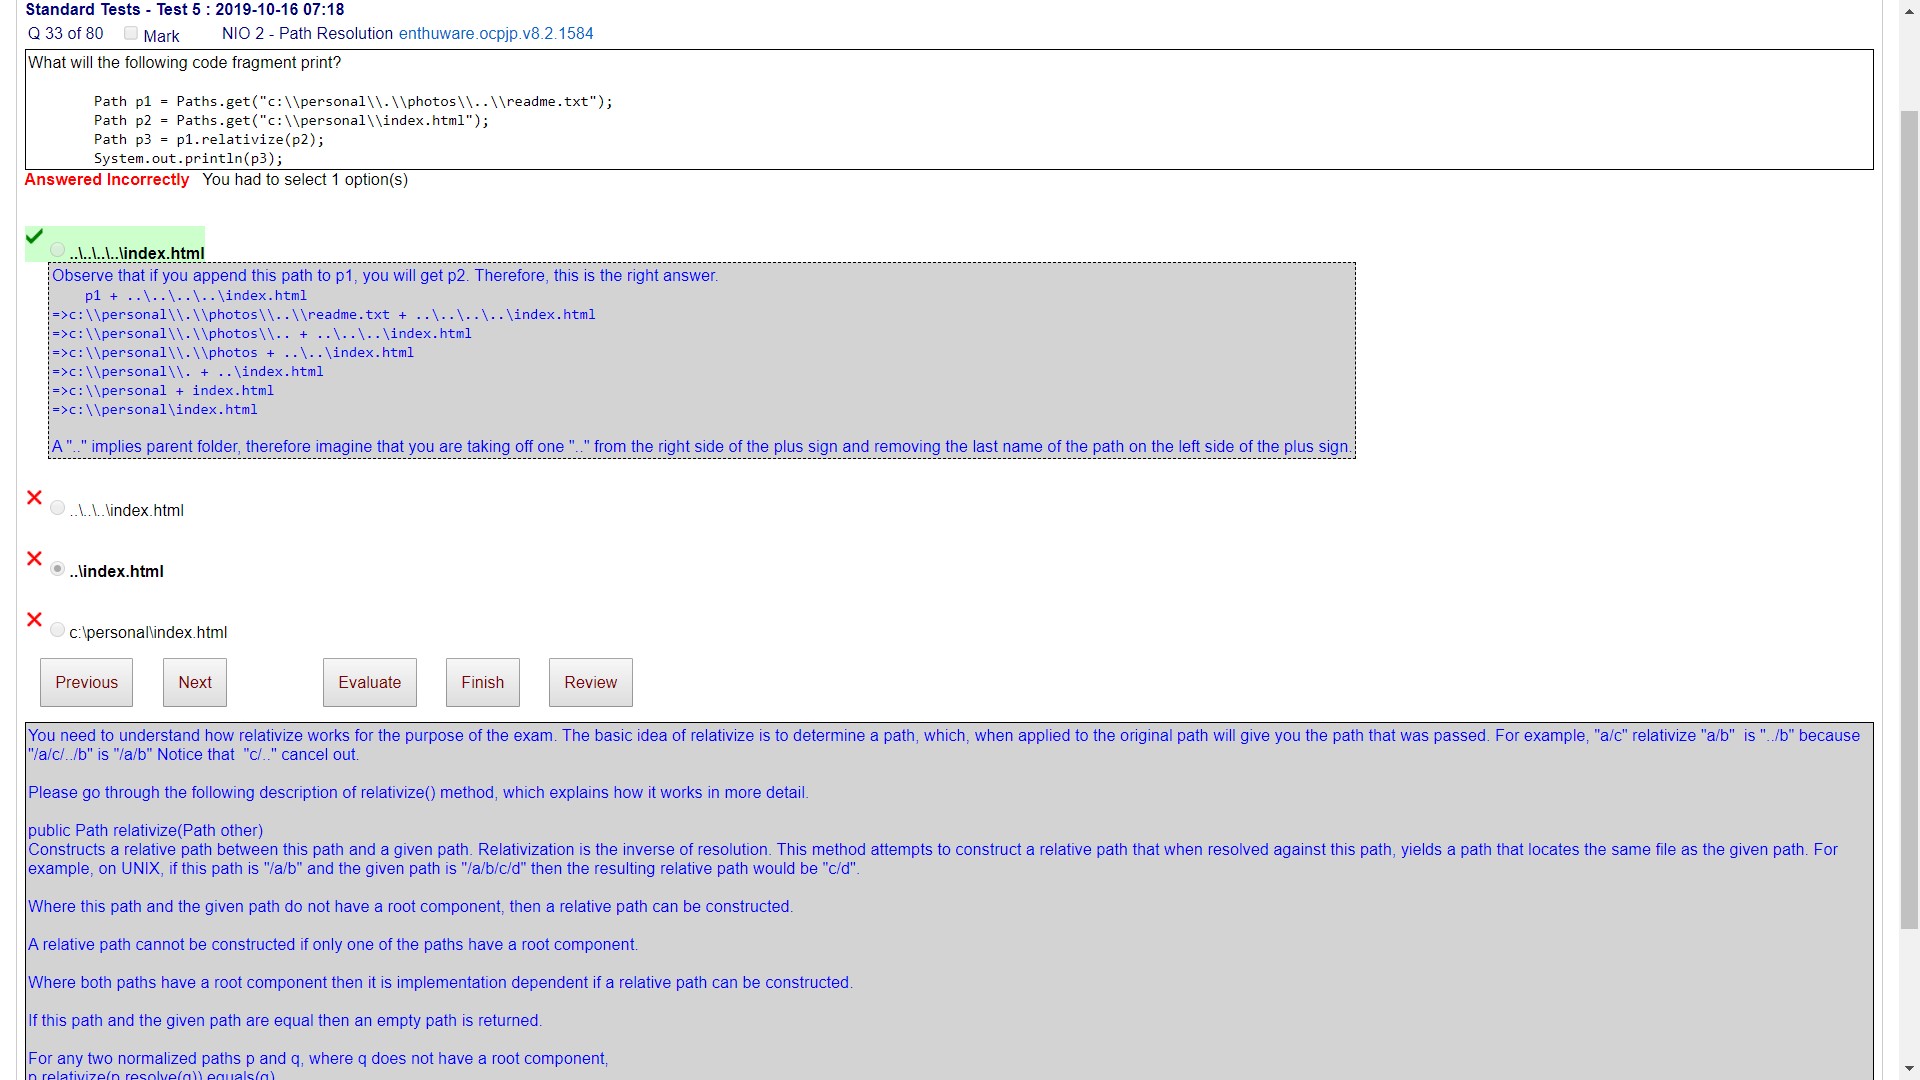 Standard Tests - Test 5 : 2019-10-16 07:18
Q 33 of 80 Mark NIO 2 - Path Resolution enthuware.ocpjp.v8.2.1584
What will the following code fragment print?
Path p1 = Paths.get("c:\\personal\\.\\photos\\..\\readme.txt");
Path p2 = Paths.get("c:\\personal\\index.html");
Path p3 = p1.relativize(p2);
System.out.println(p3);
Answered Incorrectly You had to select 1 option(s)
..\..\..\..\index.html
Observe that if you append this path to p1, you will get p2. Therefore, this is the right answer.
p1 + ..\..\..\..\index.html
=>c:\\personal\\.\\photos\\..\\readme.txt + ..\..\..\..\index.html
=>c:\\personal\\.\\photos\\.. + ..\..\..\index.html
=>c:\\personal\\.\\photos + ..\..\index.html
=>c:\\personal\\. + ..\index.html
=>c:\\personal + index.html
=>c:\\personal\index.html
A ".." implies parent folder, therefore imagine that you are taking off one ".." from the right side of the plus sign and removing the last name of the path on the left side of the plus sign.
..\..\..\index.html
..\index.html
c:\personal\index.html
Previous Next Evaluate Finish Review
You need to understand how relativize works for the purpose of the exam. The basic idea of relativize is to determine a path, which, when applied to the original path will give you the path that was passed. For example, "a/c" relativize "a/b" is "../b" because
"/a/c/../b" is "/a/b" Notice that "c/.." cancel out.
Please go through the following description of relativize() method, which explains how it works in more detail.
public Path relativize(Path other)
Constructs a relative path between this path and a given path. Relativization is the inverse of resolution. This method attempts to construct a relative path that when resolved against this path, yields a path that locates the same file as the given path. For
example, on UNIX, if this path is "/a/b" and the given path is "/a/b/c/d" then the resulting relative path would be "c/d".
Where this path and the given path do not have a root component, then a relative path can be constructed.
A relative path cannot be constructed if only one of the paths have a root component.
Where both paths have a root component then it is implementation dependent if a relative path can be constructed.
If this path and the given path are equal then an empty path is returned.
For any two normalized paths p and q, where q does not have a root component,
p.relativize(p.resolve(q)).equals(q)